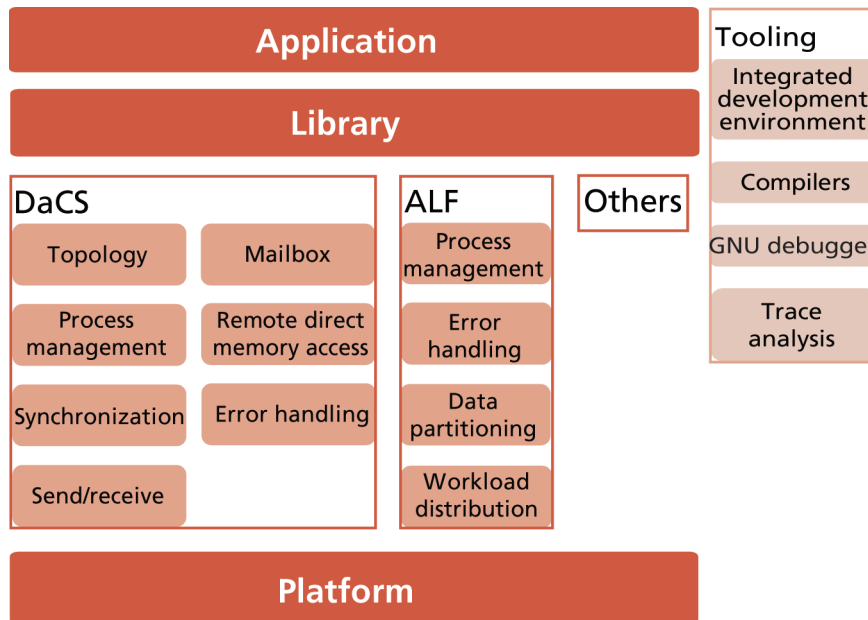 Application
Library
DaCS
Topology
Mailbox
Process
management
Remote direct
memory access
Synchronization
Error handling
Send/receive
ALF
Process
management
Error
handling
Data
partitioning
Workload
distribution
Others
Platform
Tooling
Integrated
development
environment
Compilers
GNU debugge
Trace
analysis